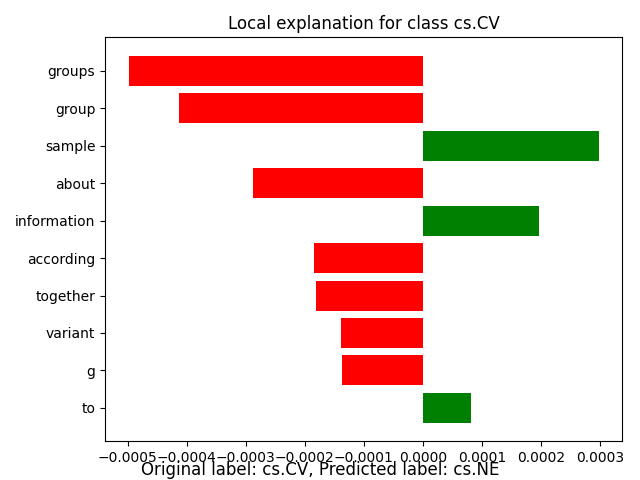 Local explanation for class cs.CV
groups
group
sample
about
information
according
together
variant
g
to
−0.0005 −0.0004 −0.0003 −0.0002 −0.0001 0.0000 0.0001 0.0002 0.0003
Original label: cs.CV, Predicted label: cs.NE